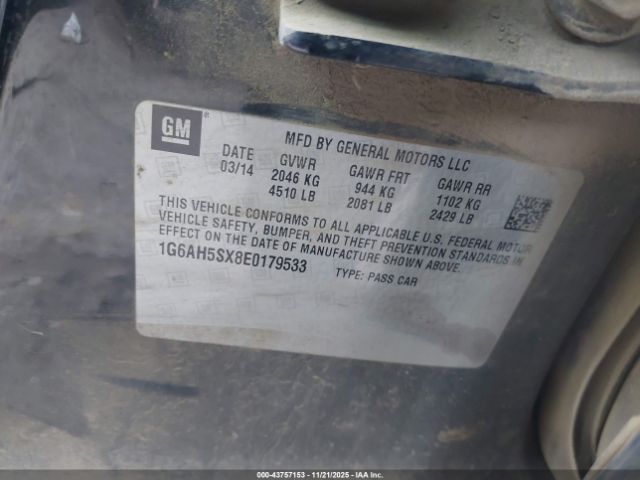 GM
MFD BY GENERAL MOTORS LLC
DATE GVWR GAWR FRT GAWR RR
03/14 2046 KG 944 KG 1102 KG
4510 LB 2081 LB 2429 LB
THIS VEHICLE CONFORMS TO ALL APPLICABLE U.S. FEDERAL MOTOR
VEHICLE SAFETY, BUMPER, AND THEFT PREVENTION STANDARDS IN
EFFECT ON THE DATE OF MANUFACTURE SHOWN ABOVE.
1G6AH5SX8E0179533
TYPE: PASS CAR
000-43757153 - 11/21/2025 - IAAI.COM